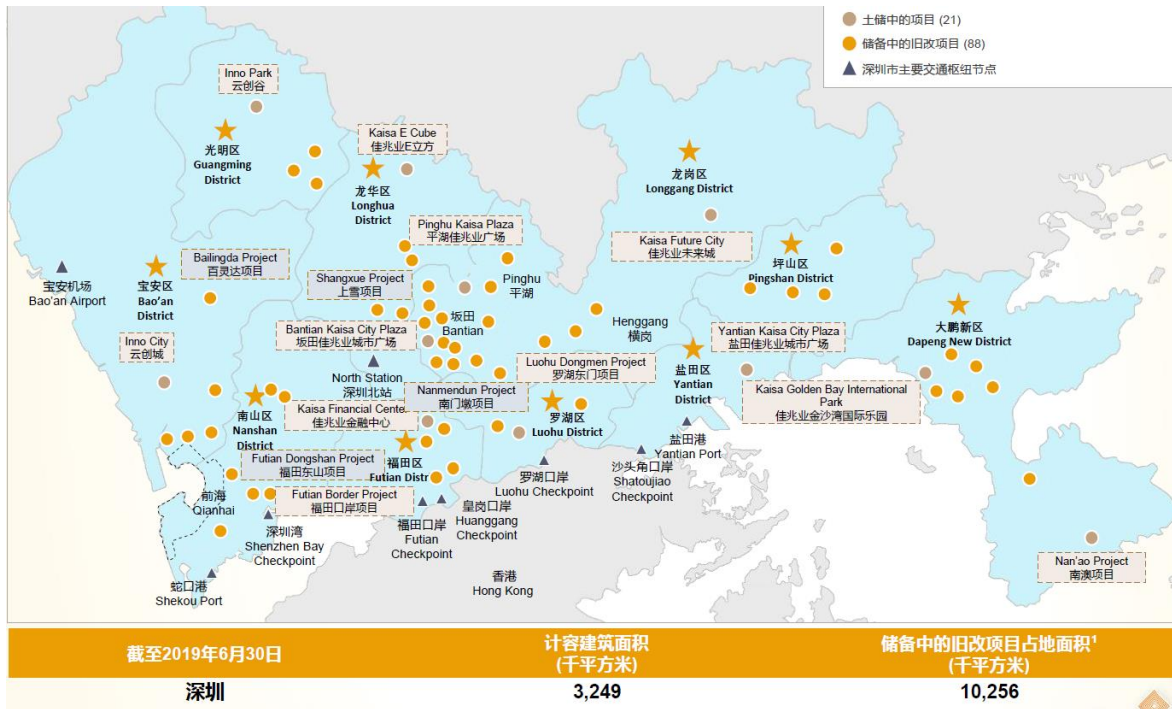 土储中的项目 (21)
储备中的旧改项目 (88)
深圳市主要交通枢纽节点
Inno Park
云创谷
光明区
Guangming
District
Kaisa E Cube
佳兆业E立方
龙华区
Longhua
District
龙岗区
Longgang District
Pinghu Kaisa Plaza
平湖佳兆业广场
Kaisa Future City
佳兆业未来城
坪山区
Pingshan District
Bailingda Project
百灵达项目
宝安机场
Bao'an Airport
宝安区
Bao'an
District
Shangxue Project
上雪项目
Pinghu
平湖
坂田
Bantian
Henggang
横岗
大鹏新区
Dapeng New District
Inno City
云创城
Bantian Kaisa City Plaza
坂田佳兆业城市广场
Yantian Kaisa City Plaza
盐田佳兆业城市广场
North Station
深圳北站
Luohu Dongmen Project
罗湖东门项目
盐田区
Yantian
District
Nanmendun Project
南门墩项目
Kaisa Golden Bay International
Park
佳兆业金沙湾国际乐园
南山区
Nanshan
District
Kaisa Financial Center
佳兆业金融中心
罗湖区
Luohu District
盐田港
Yantian Port
福田区
Futian Distri
Futian Dongshan Project
福田东山项目
罗湖口岸
Luohu Checkpoint
沙头角口岸
Shatoujiao
Checkpoint
前海
Qianhai
Futian Border Project
福田口岸项目
皇岗口岸
Huanggang
Checkpoint
福田口岸
Futian
Checkpoint
深圳湾
Shenzhen Bay
Checkpoint
蛇口港
Shekou Port
香港
Hong Kong
Nan'ao Project
南澳项目
截至2019年6月30日
计容建筑面积
(千平方米)
储备中的旧改项目占地面积1
(千平方米)
深圳
3,249
10,256